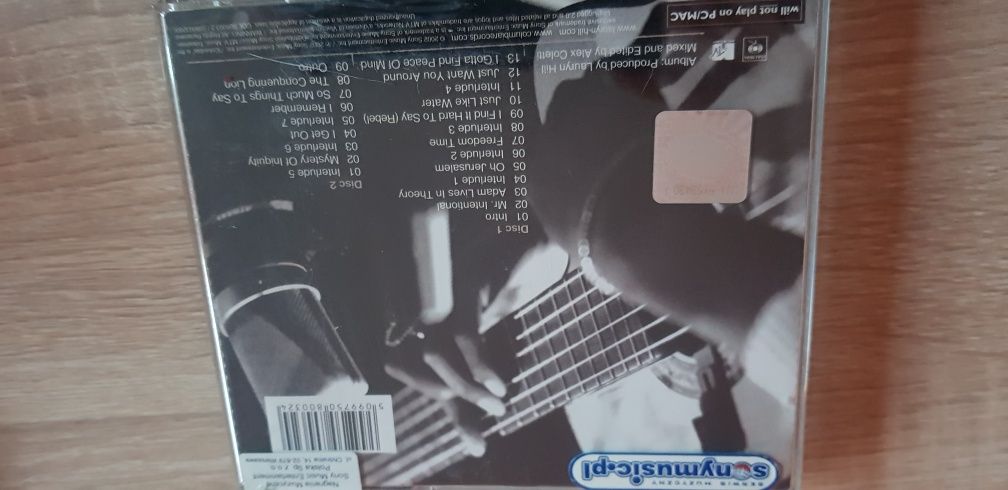 SERWIS MUZYCZNY
sonymusic.pl
Nagrania Muzyczne
Sony Music Entertainment
Polska Sp. z o.o.
5099750800324
Disc 1
01 Intro
02 Mr. Intentional
03 Adam Lives In Theory
04 Interlude 1
05 Oh Jerusalem
06 Interlude 2
07 Freedom Time
08 Interlude 3
09 I Find It Hard To Say (Rebel)
10 Just Like Water
11 Interlude 4
12 Just Want You Around
13 I Gotta Find Peace Of Mind
Disc 2
01 Interlude 5
02 Mystery Of Iniquity
03 Interlude 6
04 I Get Out
05 Interlude 7
06 I Remember
07 So Much Things To Say
08 The Conquering Lion
09 Outro
Album: Produced by Lauryn Hill
Mixed and Edited by Alex Coletti
www.lauryn-hill.com www.columbiarecords.com
will not play on PC/MAC